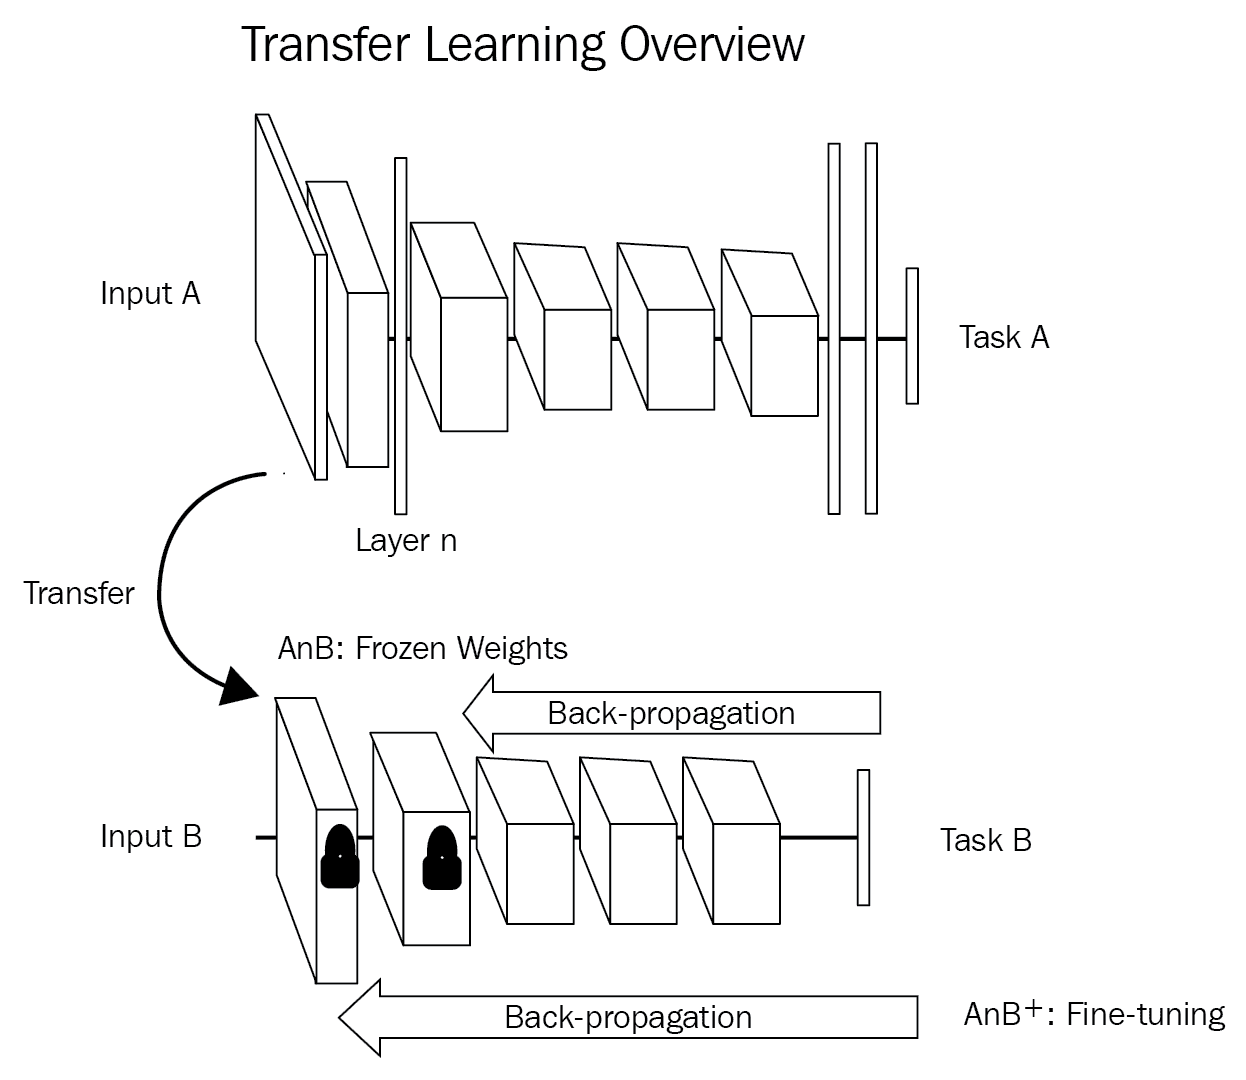 Transfer Learning Overview
Input A
Task A
Layer n
Transfer
AnB: Frozen Weights
Back-propagation
Input B
Task B
Back-propagation
AnB⁺: Fine-tuning